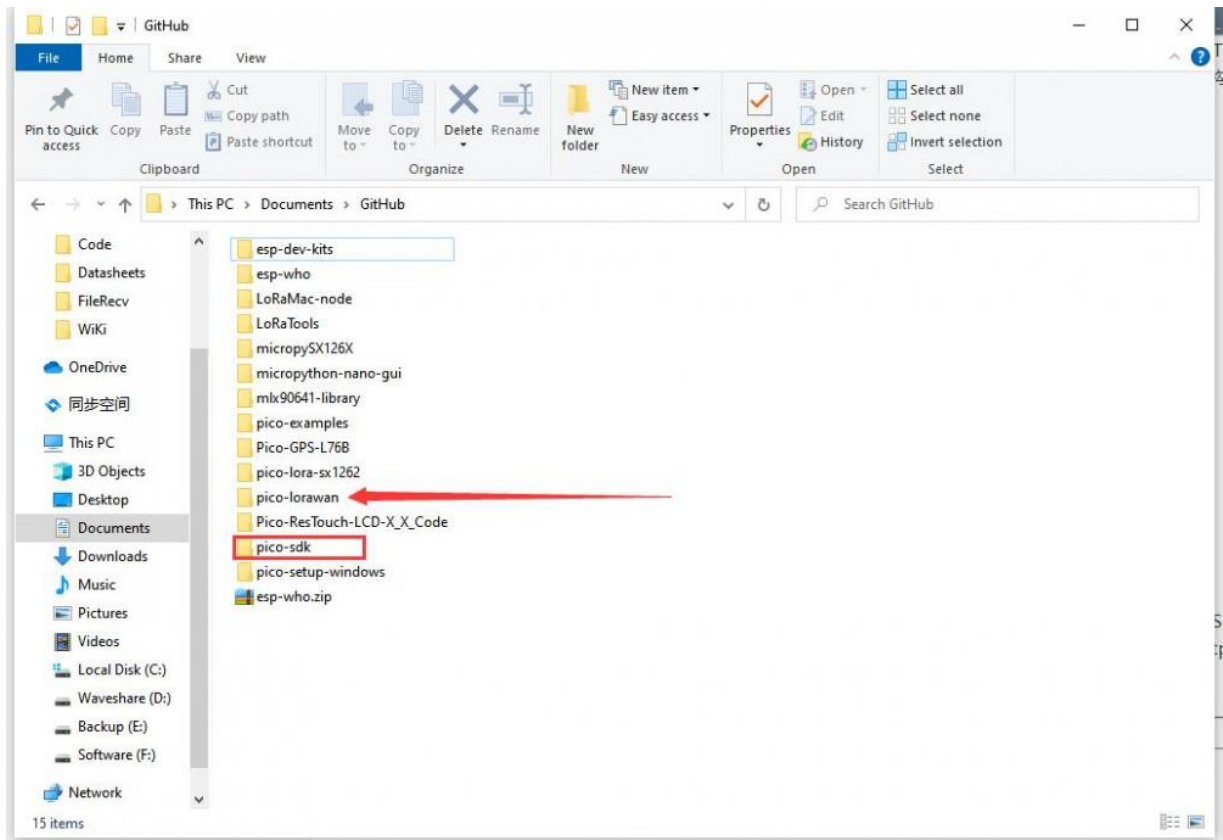 GitHub
File Home Share View
Pin to Quick access
Copy
Paste
Cut
Copy path
Paste shortcut
Clipboard
Move to
Copy to
Delete
Rename
Organize
New folder
New item
Easy access
New
Properties
Open
Edit
History
Open
Select all
Select none
Invert selection
Select
This PC > Documents > GitHub
Search GitHub
Code
Datasheets
FileRecv
WiKi
OneDrive
同步空间
This PC
3D Objects
Desktop
Documents
Downloads
Music
Pictures
Videos
Local Disk (C:)
Waveshare (D:)
Backup (E:)
Software (F:)
Network
esp-dev-kits
esp-who
LoRaMac-node
LoRaTools
micropySX126X
micropython-nano-gui
mlx90641-library
pico-examples
Pico-GPS-L76B
pico-lora-sx1262
pico-lorawan
Pico-ResTouch-LCD-X_X_Code
pico-sdk
pico-setup-windows
esp-who.zip
15 items